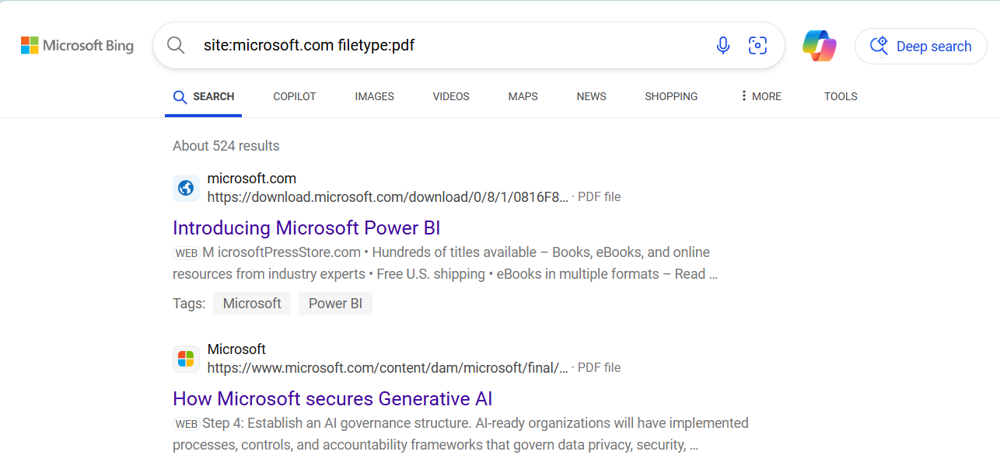 Microsoft Bing
site:microsoft.com filetype:pdf
Deep search
SEARCH
COPILOT
IMAGES
VIDEOS
MAPS
NEWS
SHOPPING
MORE
TOOLS
About 524 results
microsoft.com
https://download.microsoft.com/download/0/8/1/0816F8... · PDF file
Introducing Microsoft Power BI
WEB M icrosoftPressStore.com • Hundreds of titles available – Books, eBooks, and online
resources from industry experts • Free U.S. shipping • eBooks in multiple formats – Read ...
Tags: Microsoft Power BI
Microsoft
https://www.microsoft.com/content/dam/microsoft/final/... · PDF file
How Microsoft secures Generative AI
WEB Step 4: Establish an AI governance structure. AI-ready organizations will have implemented
processes, controls, and accountability frameworks that govern data privacy, security, ...